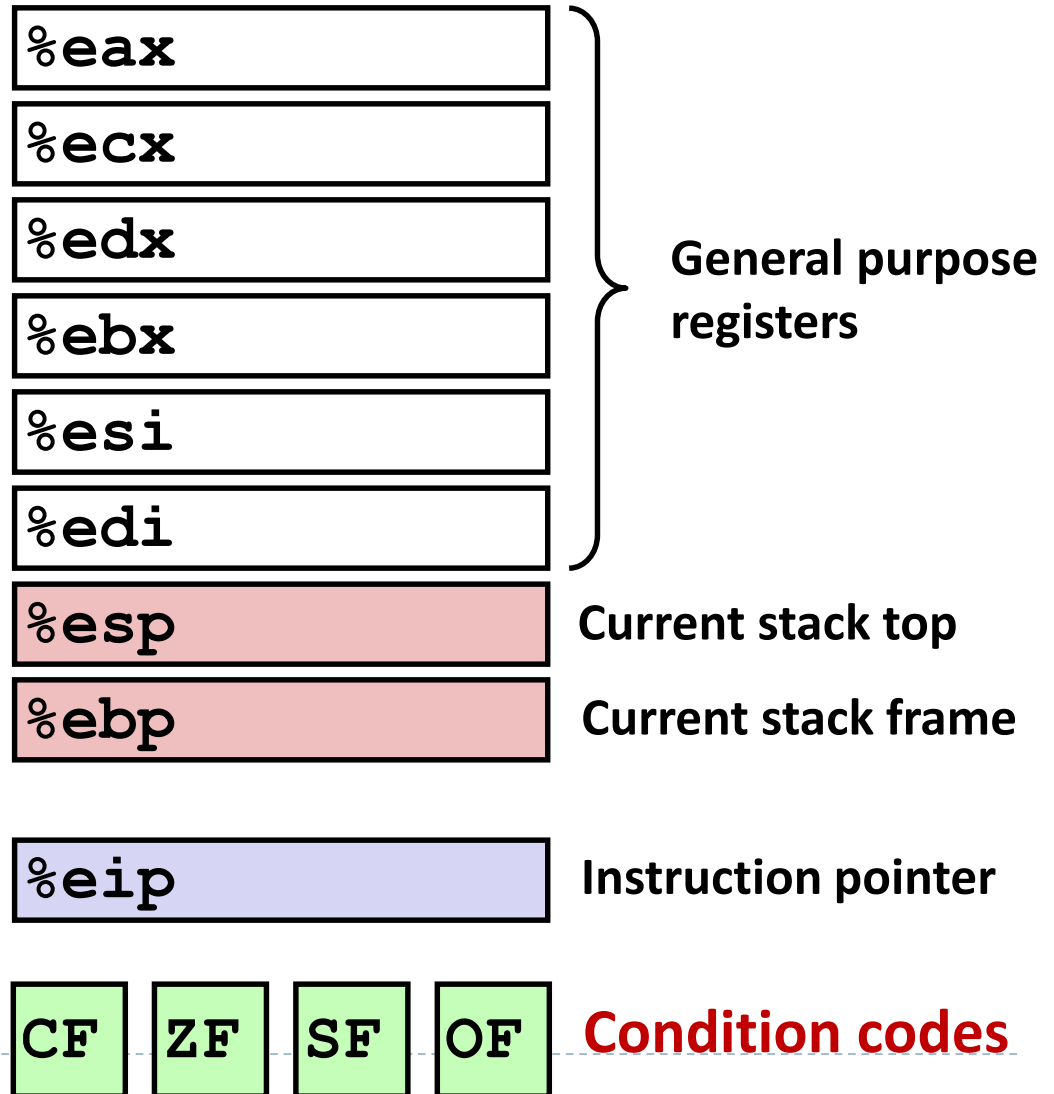 %eax
%ecx
%edx
%ebx
%esi
%edi
General purpose
registers
%esp Current stack top
%ebp Current stack frame
%eip Instruction pointer
CF ZF SF OF Condition codes